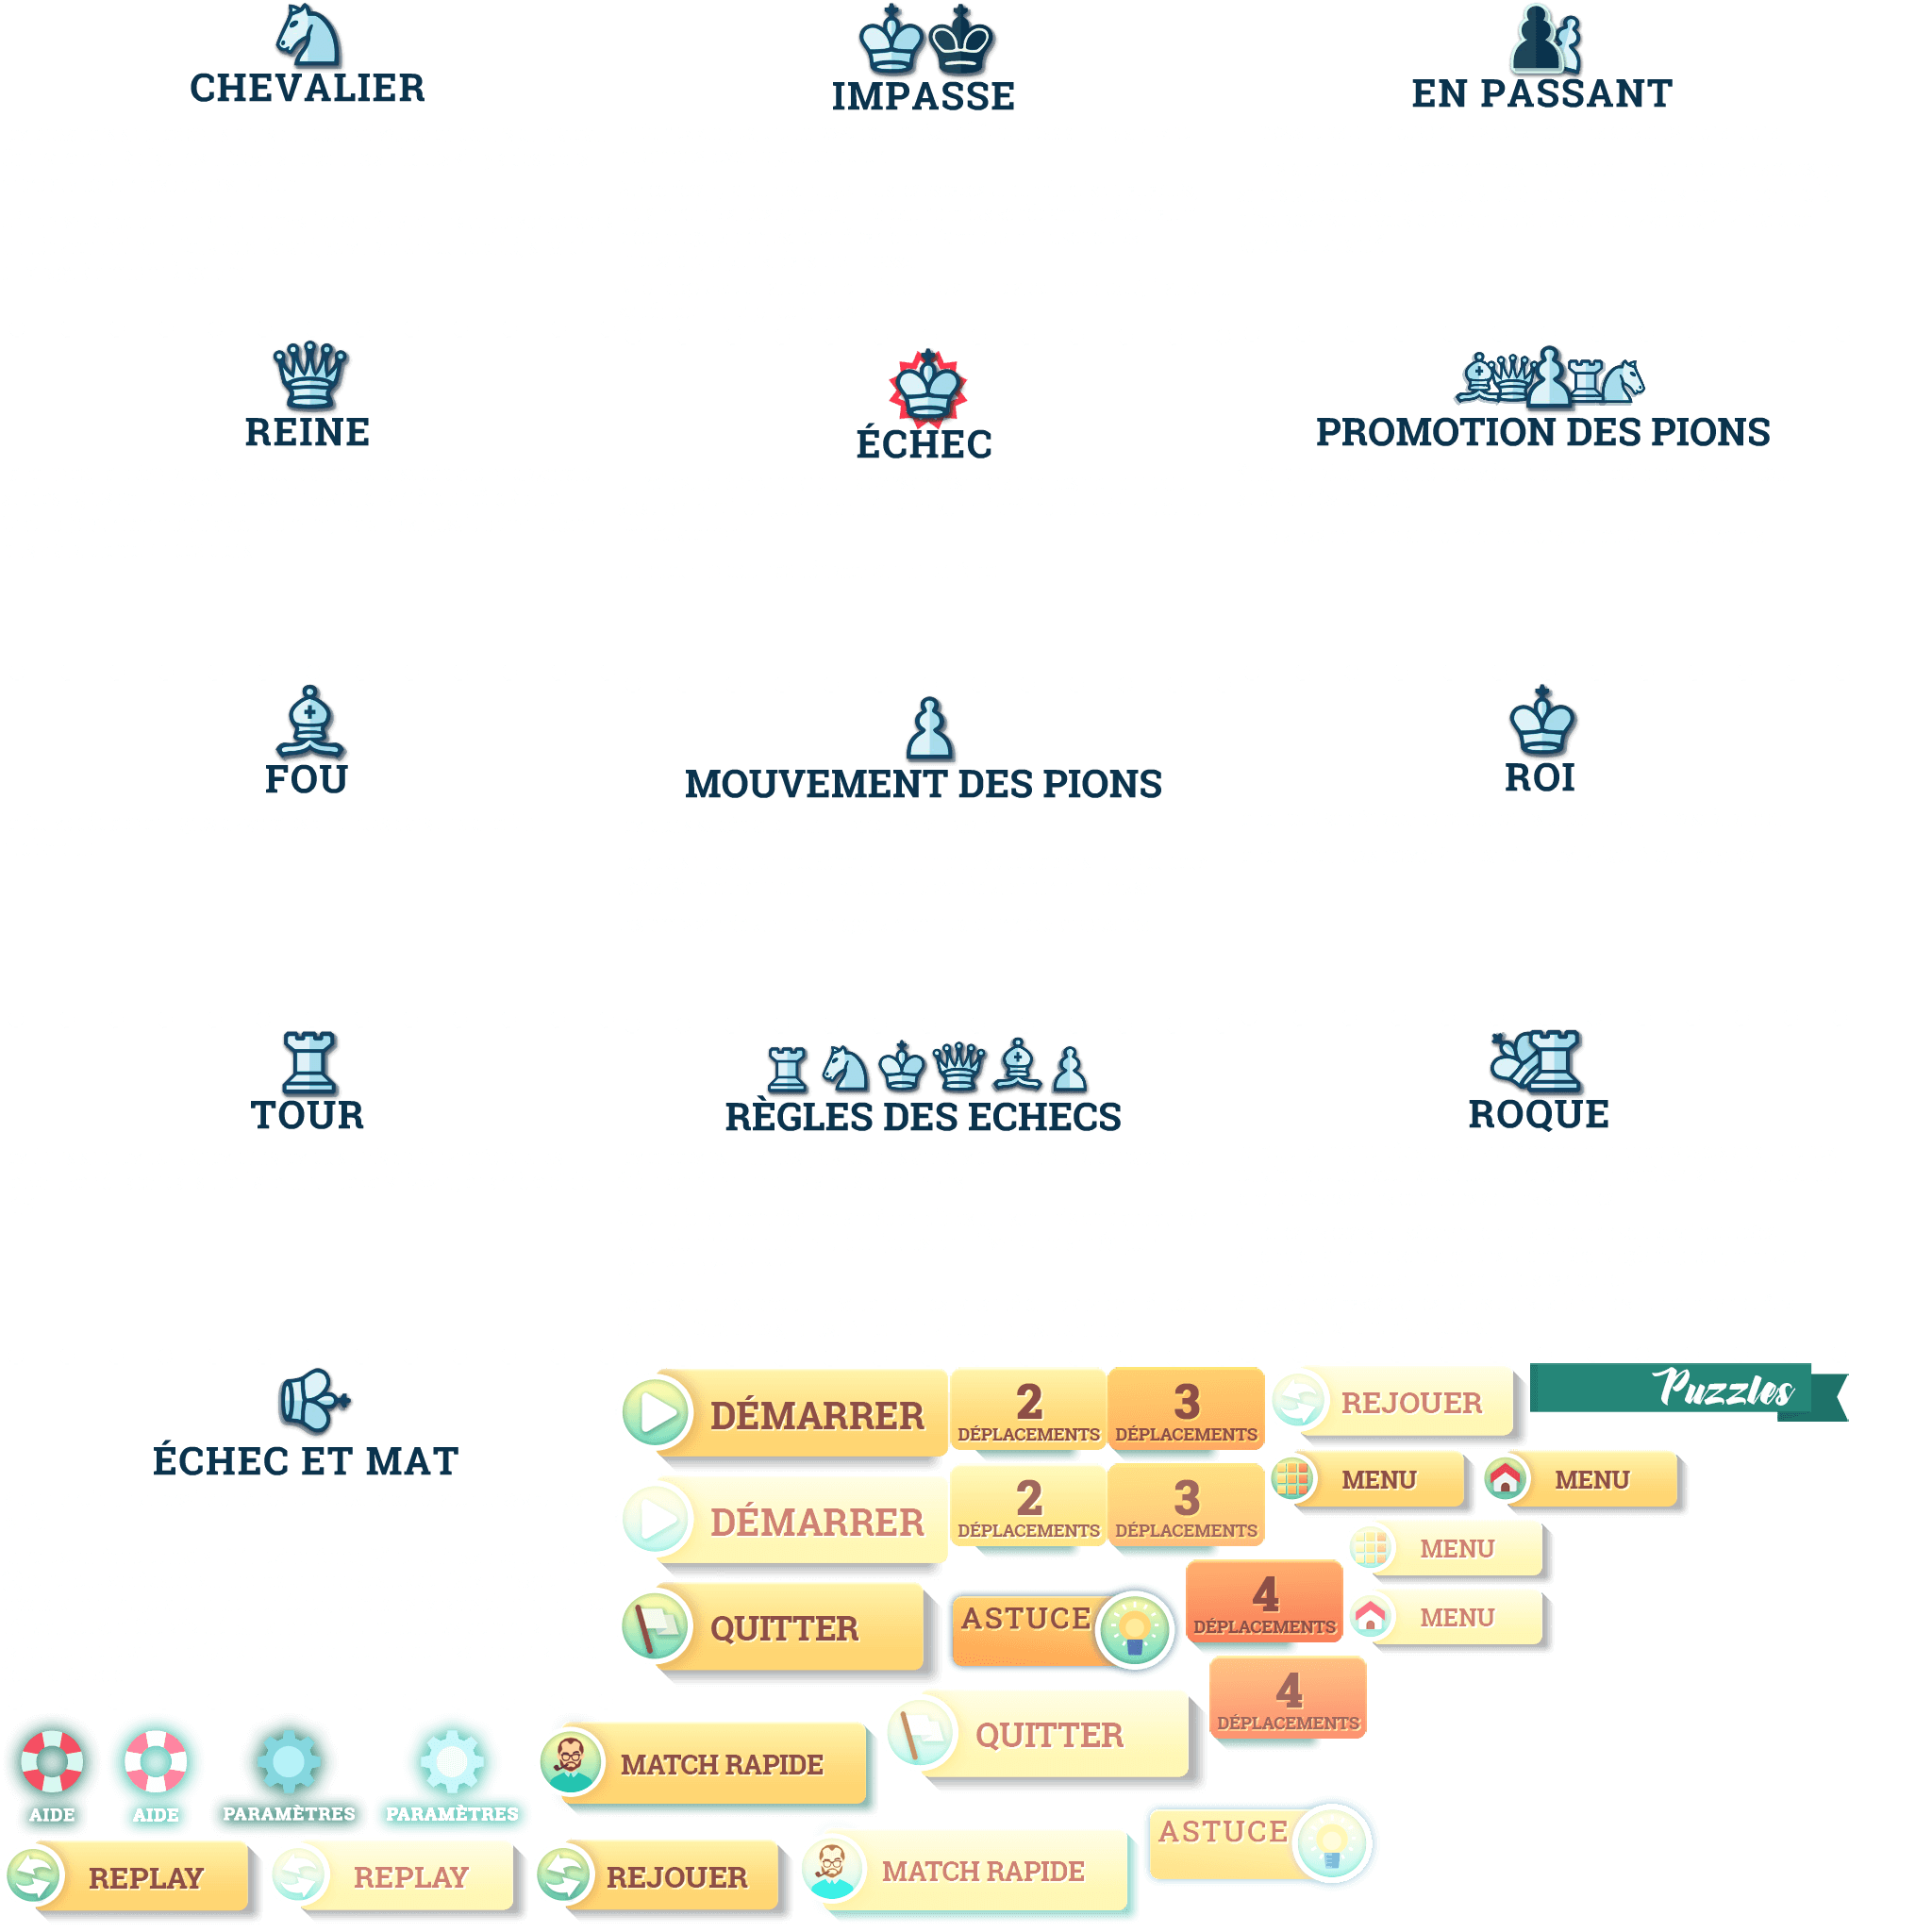 CHEVALIER
IMPASSE
EN PASSANT
REINE
ÉCHEC
PROMOTION DES PIONS
FOU
MOUVEMENT DES PIONS
ROI
TOUR
RÈGLES DES ECHECS
ROQUE
ÉCHEC ET MAT
DÉMARRER
2
DÉPLACEMENTS
3
DÉPLACEMENTS
REJOUER
Puzzles
MENU
MENU
DÉMARRER
2
DÉPLACEMENTS
3
DÉPLACEMENTS
MENU
QUITTER
ASTUCE
4
DÉPLACEMENTS
MENU
QUITTER
4
DÉPLACEMENTS
AIDE
AIDE
PARAMÈTRES
PARAMÈTRES
MATCH RAPIDE
ASTUCE
REPLAY
REPLAY
REJOUER
MATCH RAPIDE